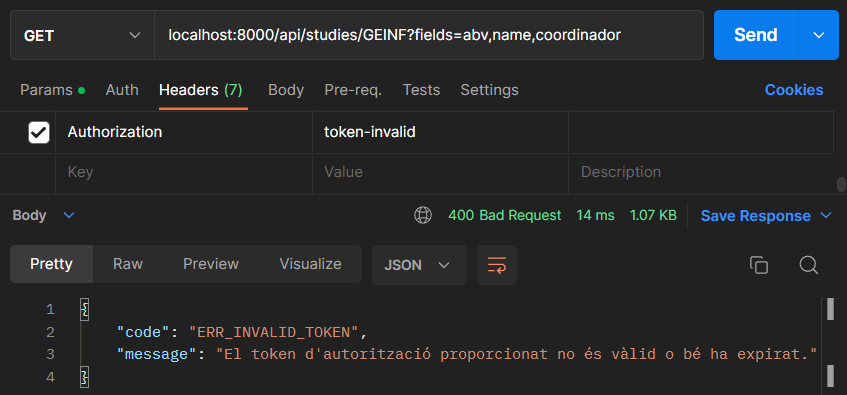 GET localhost:8000/api/studies/GEINF?fields=abv,name,coordinador Send
Params Auth Headers (7) Body Pre-req. Tests Settings Cookies
Authorization token-invalid
Key Value Description
Body 400 Bad Request 14 ms 1.07 KB Save Response
Pretty Raw Preview Visualize JSON
1 {
2 "code": "ERR_INVALID_TOKEN",
3 "message": "El token d'autorització proporcionat no és vàlid o bé ha expirat."
4 }